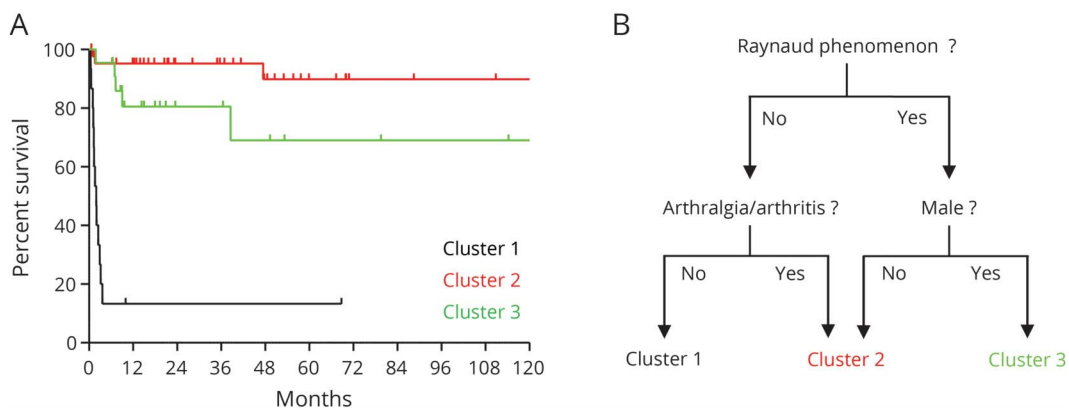 A
Percent survival
100
80
60
40
20
0
0 12 24 36 48 60 72 84 96 108 120
Months
Cluster 1
Cluster 2
Cluster 3
B
Raynaud phenomenon ?
No Yes
Arthralgia/arthritis ? Male ?
No Yes No Yes
Cluster 1 Cluster 2 Cluster 3